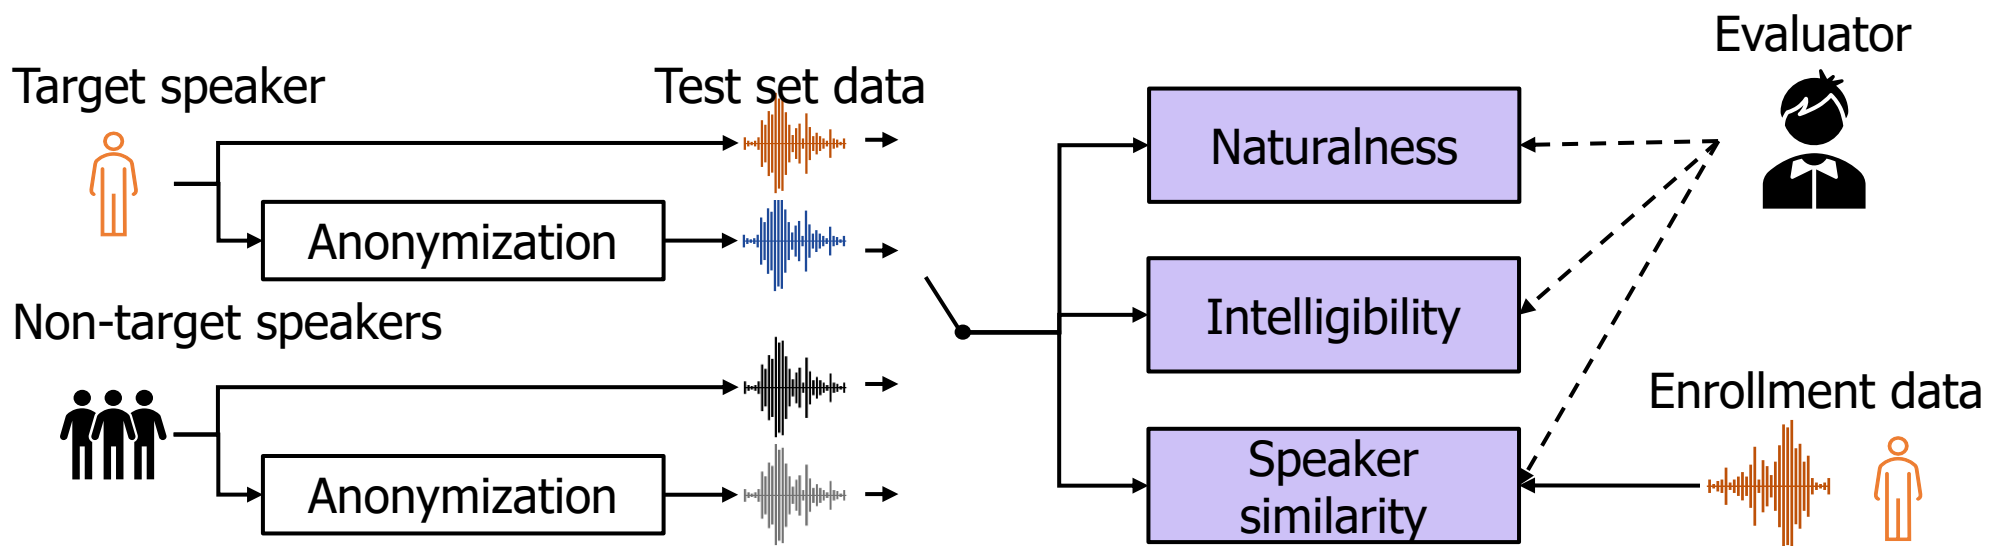 Target speaker
Test set data
Evaluator
Naturalness
Anonymization
Non-target speakers
Intelligibility
Enrollment data
Anonymization
Speaker
similarity